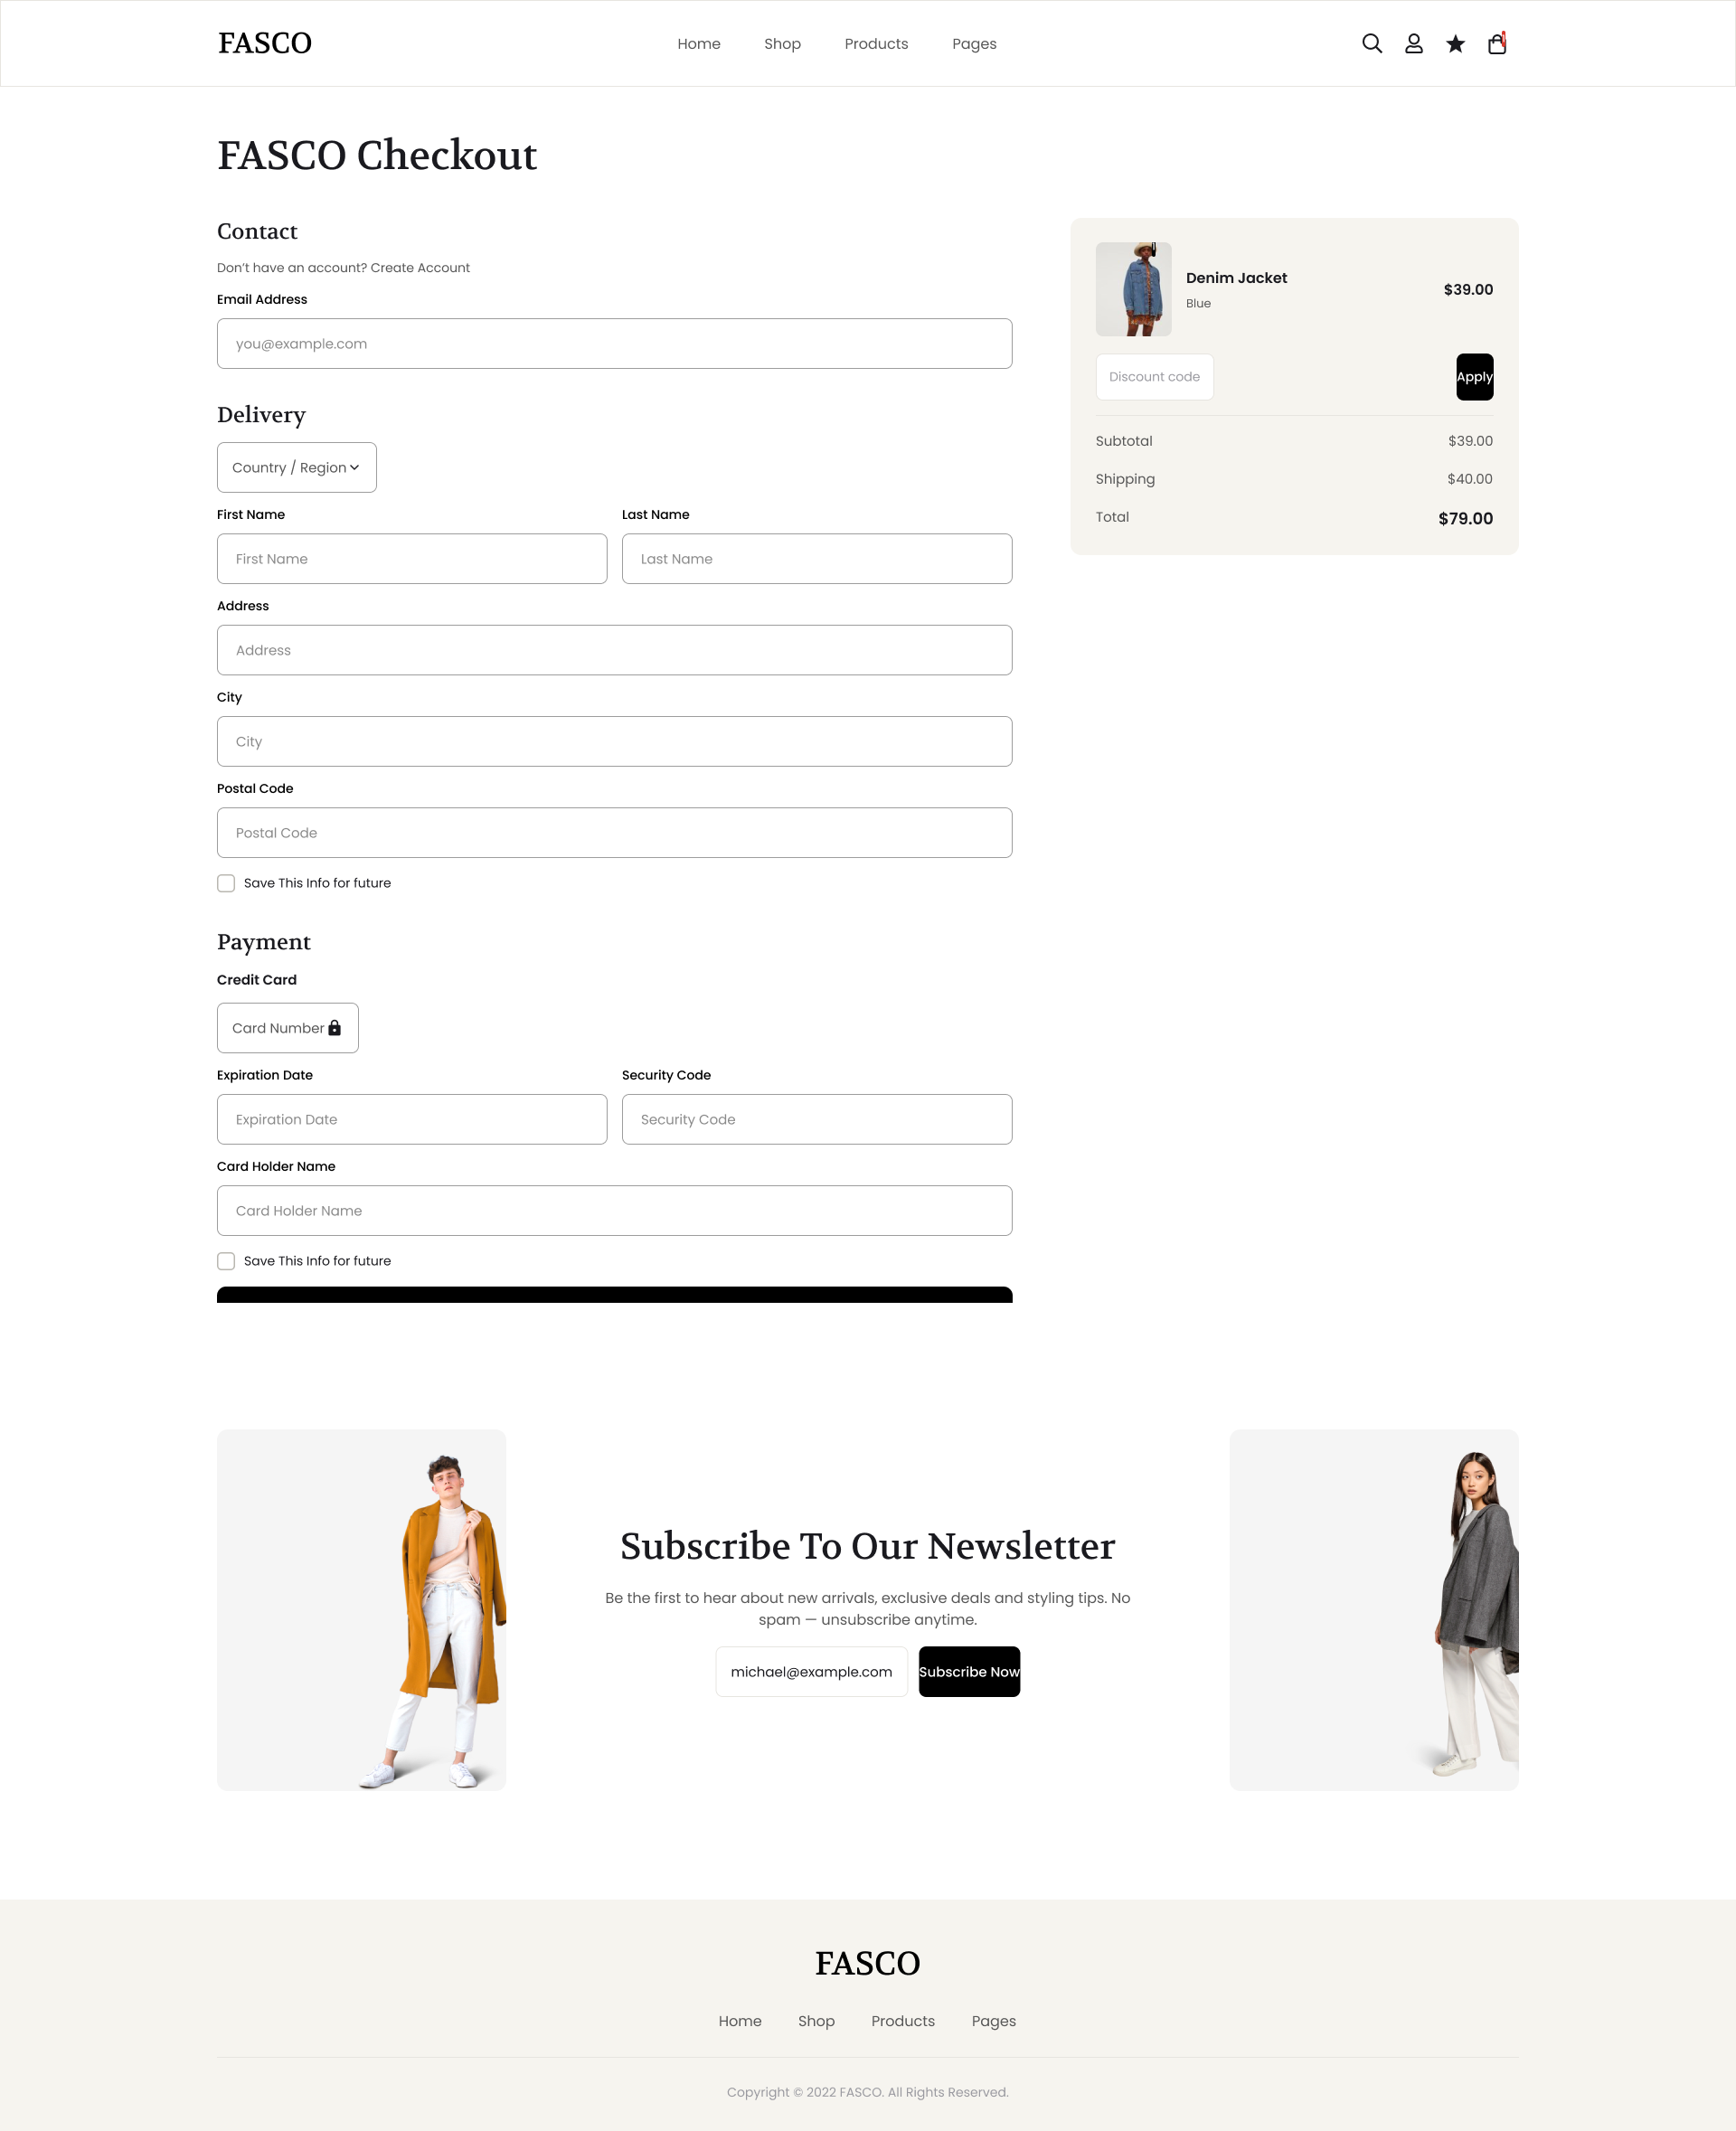 FASCO
Home Shop Products Pages
FASCO Checkout
Contact
Don't have an account? Create Account
Email Address
you@example.com
Delivery
Country / Region
First Name Last Name
First Name Last Name
Address
Address
City
City
Postal Code
Postal Code
Save This Info for future
Payment
Credit Card
Card Number
Expiration Date Security Code
Expiration Date Security Code
Card Holder Name
Card Holder Name
Save This Info for future
Denim Jacket
Blue
$39.00
Discount code Apply
Subtotal $39.00
Shipping $40.00
Total $79.00
Subscribe To Our Newsletter
Be the first to hear about new arrivals, exclusive deals and styling tips. No
spam — unsubscribe anytime.
michael@example.com Subscribe Now
FASCO
Home Shop Products Pages
Copyright © 2022 FASCO. All Rights Reserved.